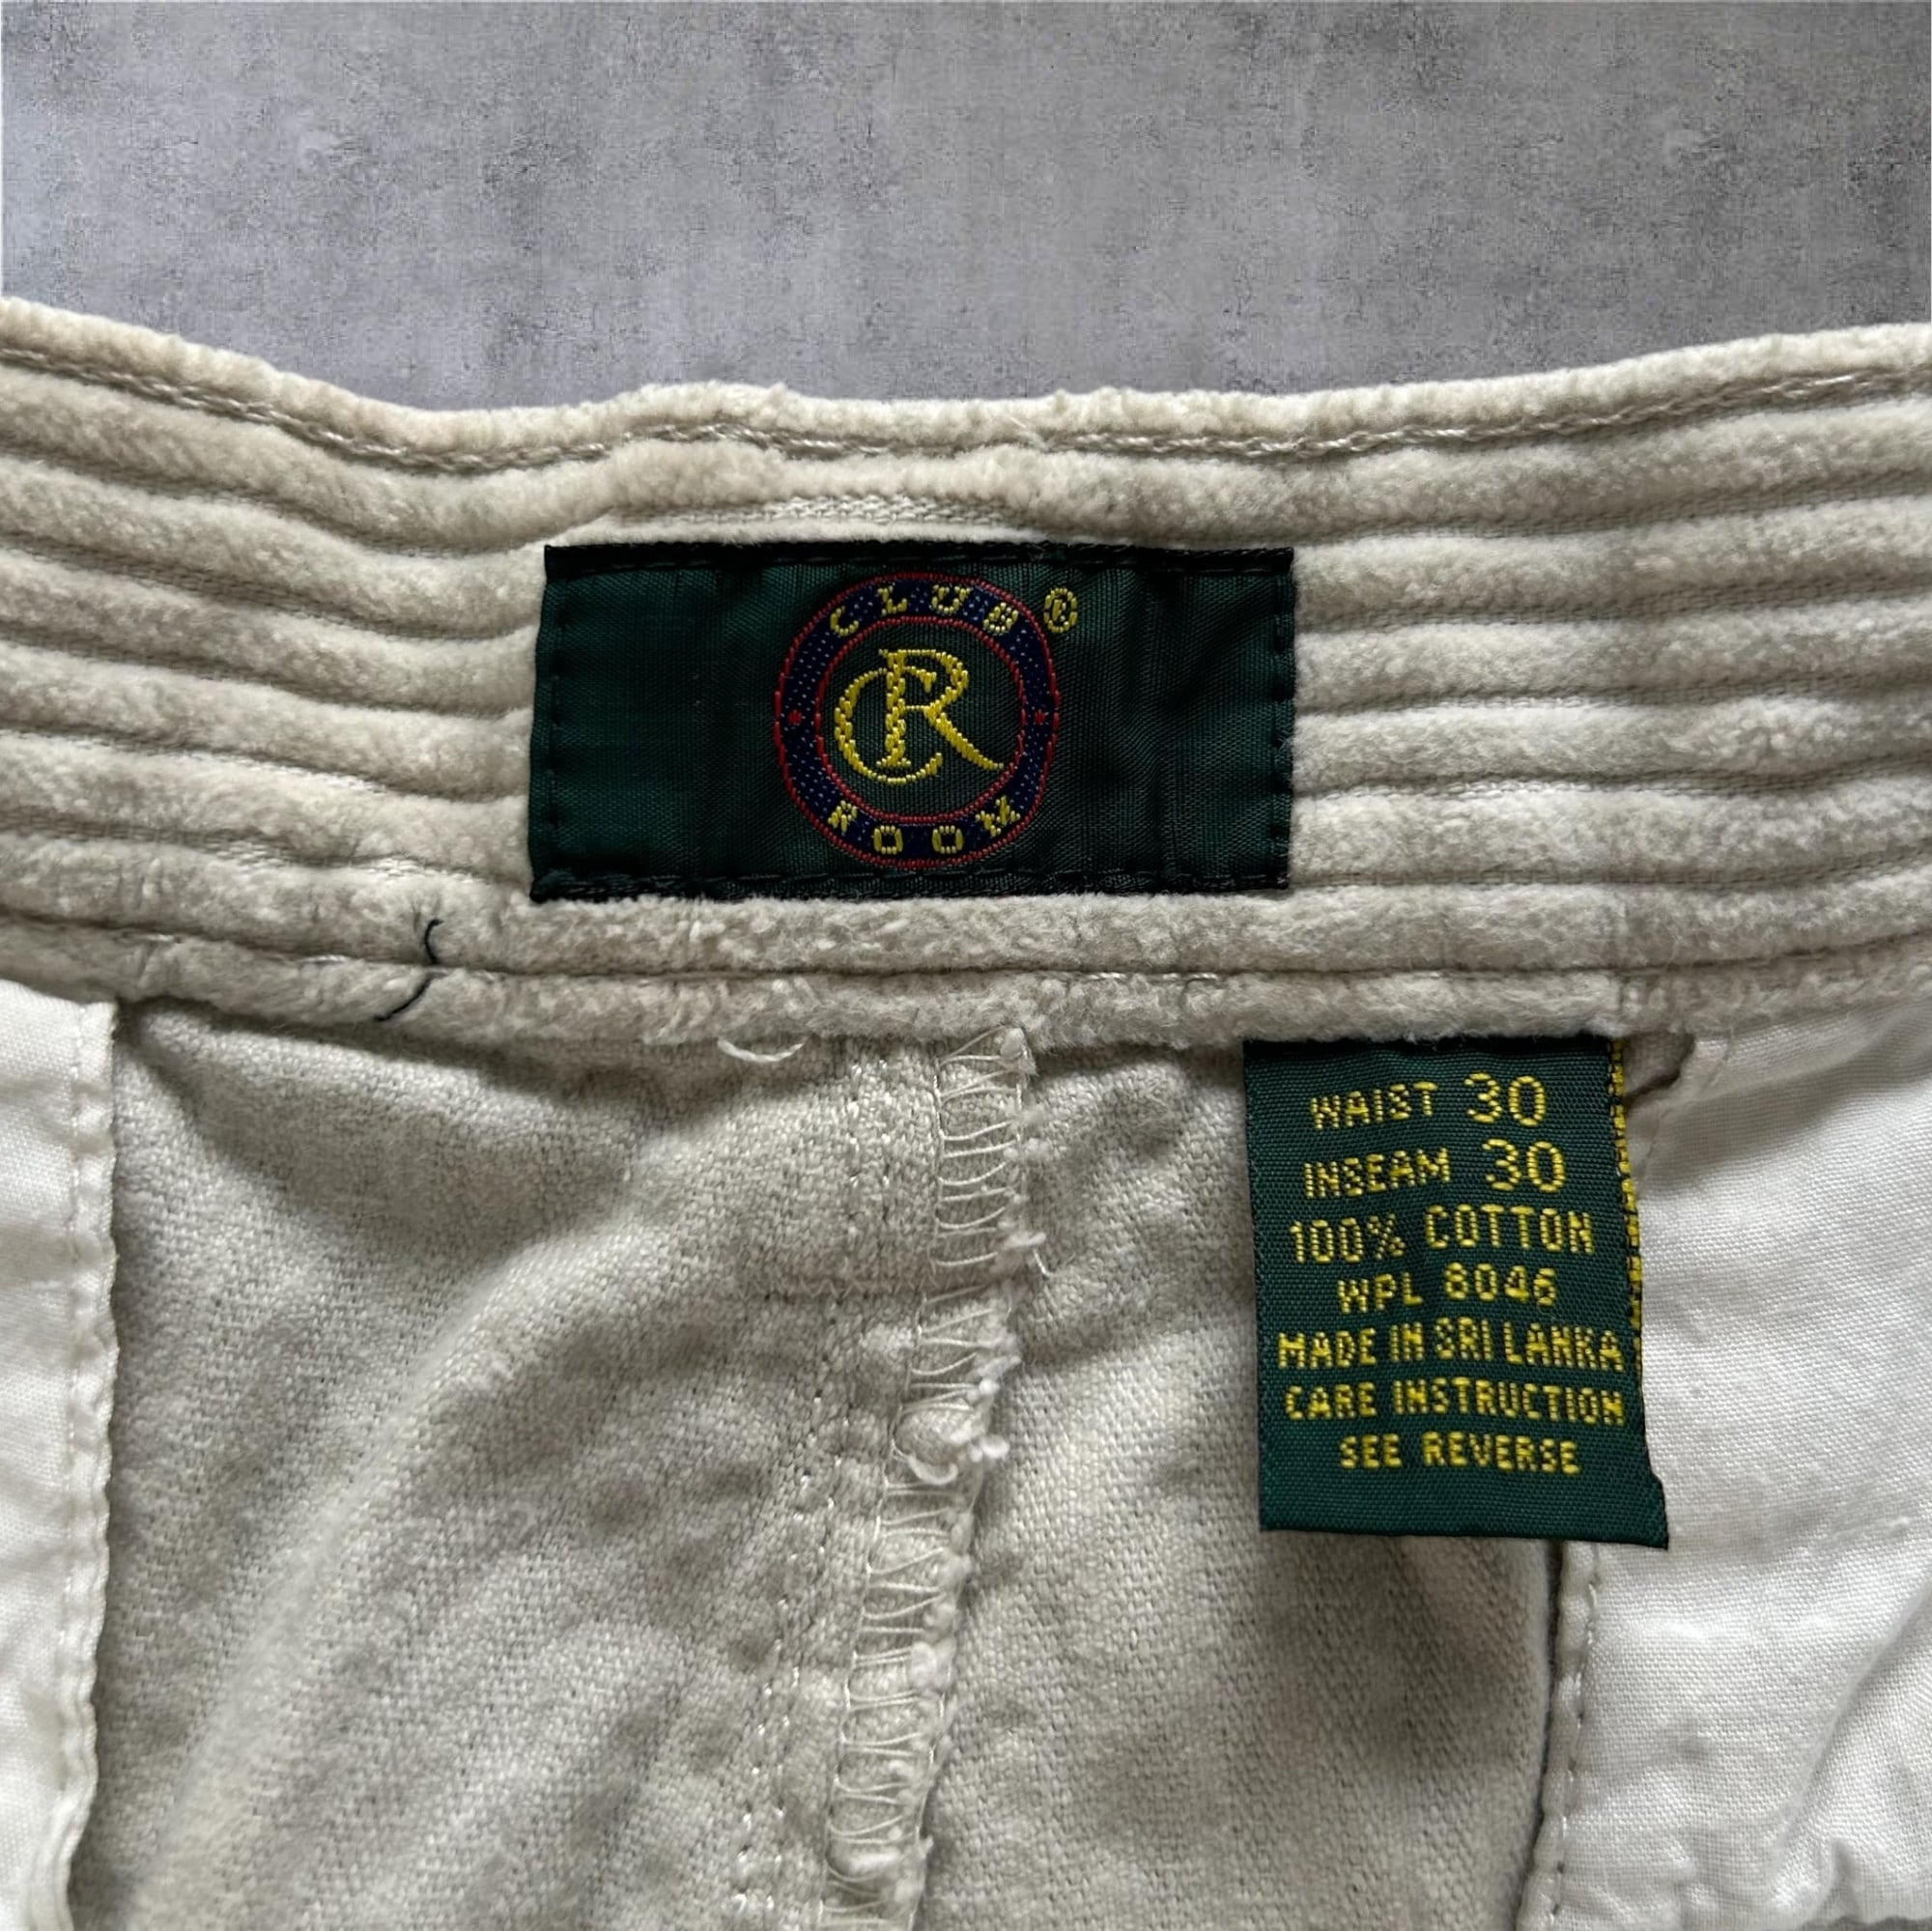 CLUB®
CR
ROOM
WAIST 30
INSEAM 30
100% COTTON
WPL 8046
MADE IN SRI LANKA
CARE INSTRUCTION
SEE REVERSE